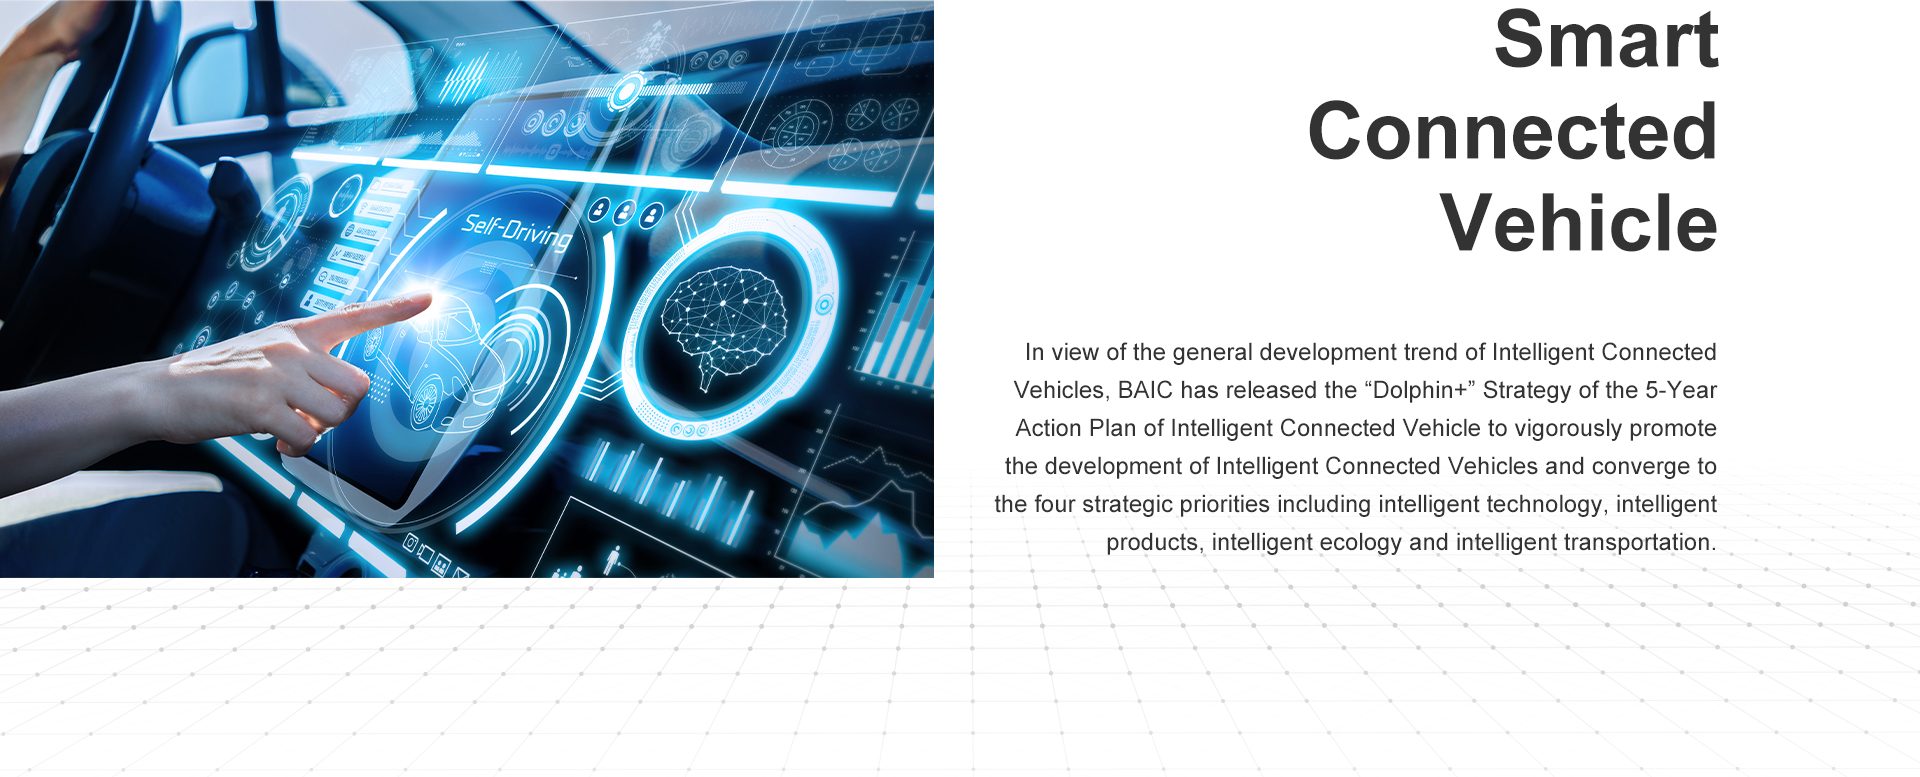 Smart
Connected
Vehicle
Self-Driving
In view of the general development trend of Intelligent Connected
Vehicles, BAIC has released the “Dolphin+” Strategy of the 5-Year
Action Plan of Intelligent Connected Vehicle to vigorously promote
the development of Intelligent Connected Vehicles and converge to
the four strategic priorities including intelligent technology, intelligent
products, intelligent ecology and intelligent transportation.